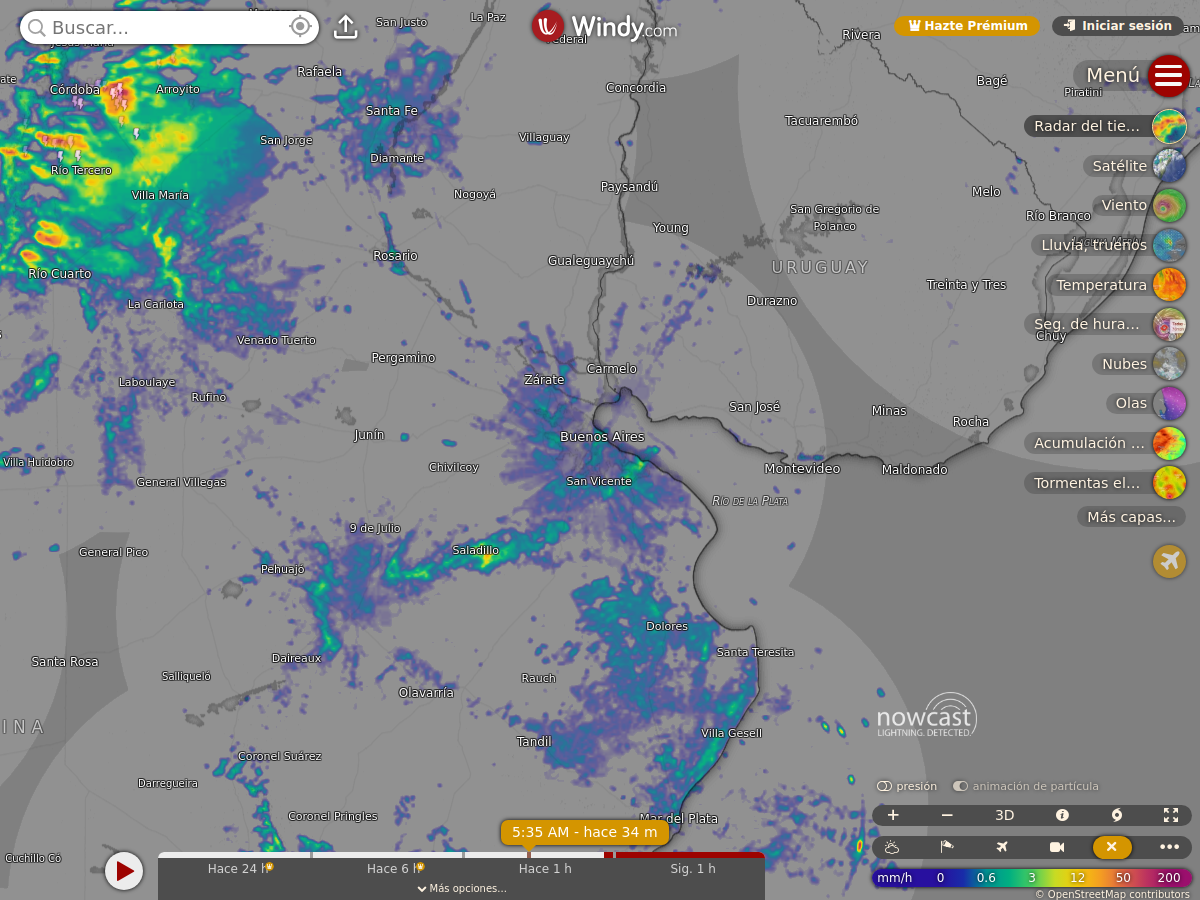 Buscar...
San Justo
La Paz
Windy.com
Federal
Rivera
Hazte Prémium
Iniciar sesión
Jesús María
Rafaela
Menú
Bagé
Piratini
Córdoba
Arroyito
Concordia
Santa Fe
Tacuarembó
Radar del tie...
San Jorge
Villaguay
Diamante
Satélite
Río Tercero
Villa María
Nogoyá
Paysandú
Melo
Viento
San Gregorio de
Polanco
Río Branco
Young
Lluvia, truenos
Rosario
Gualeguaychú
URUGUAY
Río Cuarto
Treinta y Tres
Temperatura
La Carlota
Durazno
Seg. de hura...
Chuy
Venado Tuerto
Pergamino
Nubes
Carmelo
Zárate
Laboulaye
Rufino
Olas
San José
Minas
Rocha
Junín
Buenos Aires
Acumulación ...
Villa Huidobro
Chivilcoy
Montevideo
Maldonado
General Villegas
San Vicente
Tormentas el...
Río de la Plata
Más capas...
9 de Julio
General Pico
Saladillo
Pehuajó
Dolores
Santa Rosa
Daireaux
Santa Teresita
Salliqueló
Rauch
Olavarría
INA
nowcast
LIGHTNING. DETECTED.
Villa Gesell
Tandil
Coronel Suárez
Darregueira
presión
animación de partícula
Coronel Pringles
Mar del Plata
+
−
3D
5:35 AM - hace 34 m
Cuchillo Có
Hace 24 h
Hace 6 h
Hace 1 h
Sig. 1 h
mm/h
0
0.6
3
12
50
200
Más opciones...
© OpenStreetMap contributors